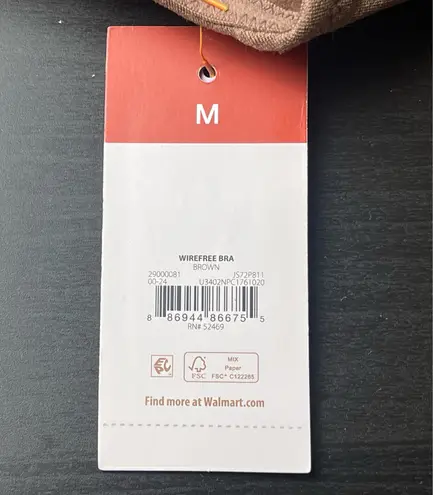 M
WIREFREE BRA
BROWN
29000081 JS72P811
00-24 U3402NPC1761020
8 86944 86675 5
RN# 52469
FSC
MIX
Paper
FSC® C122285
Find more at Walmart.com